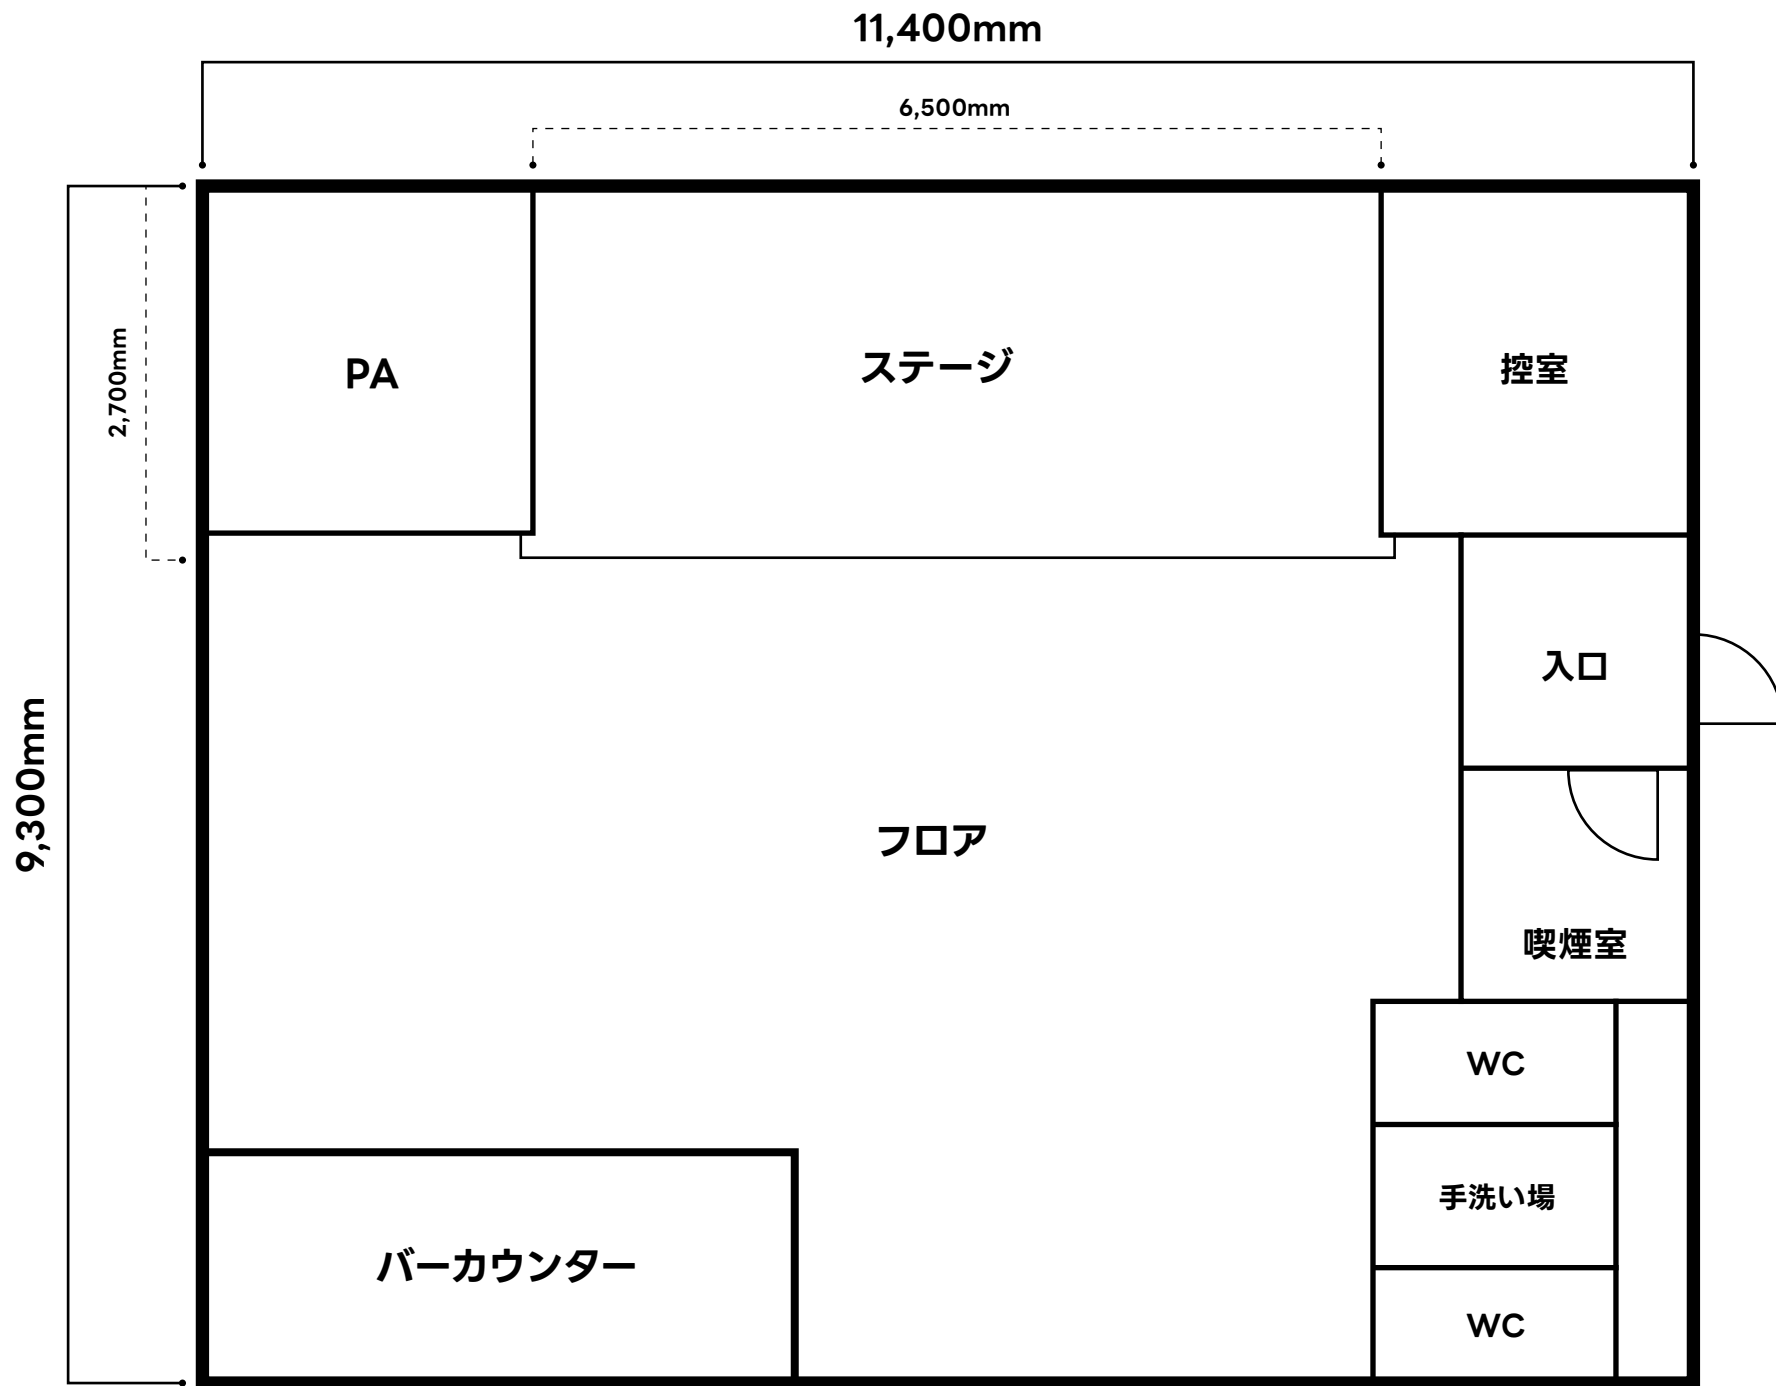 11,400mm
6,500mm
2,700mm
9,300mm
PA
ステージ
控室
入口
フロア
喫煙室
WC
手洗い場
バーカウンター
WC